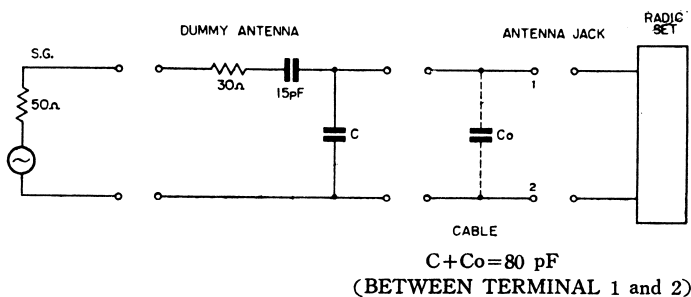 DUMMY ANTENNA
ANTENNA JACK
RADIC
SET
S.G.
50Ω
30Ω
15pF
C
Co
1
2
CABLE
C+Co=80 pF
(BETWEEN TERMINAL 1 and 2)